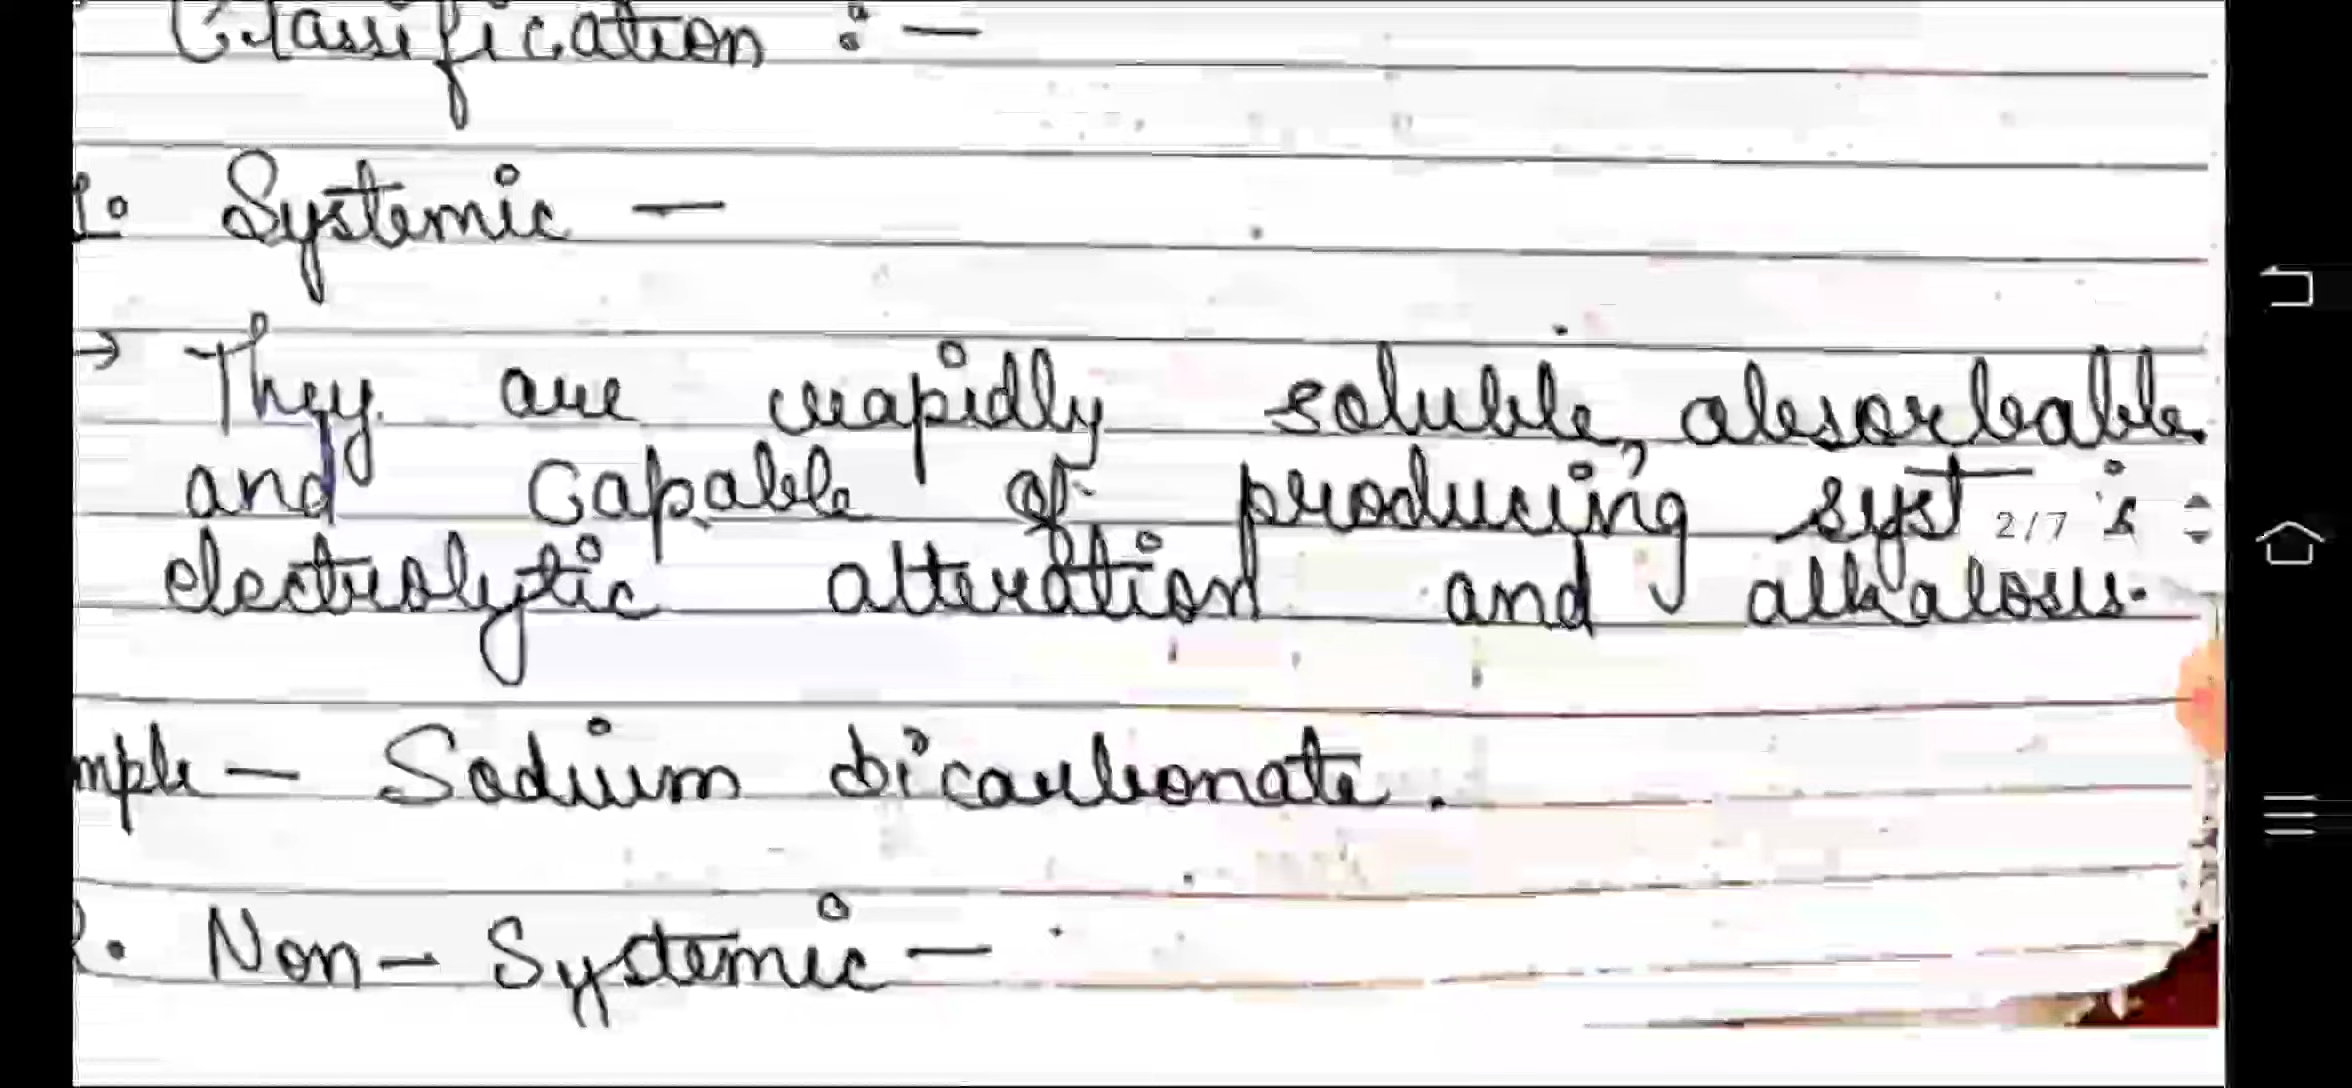 Classification :-
1. Systemic -
→ They are rapidly soluble, absorbable
and capable of producing
2/7
electrolytic alteration and alkalosis.
mple - Sodium bicarbonate.
Non-Systemic -